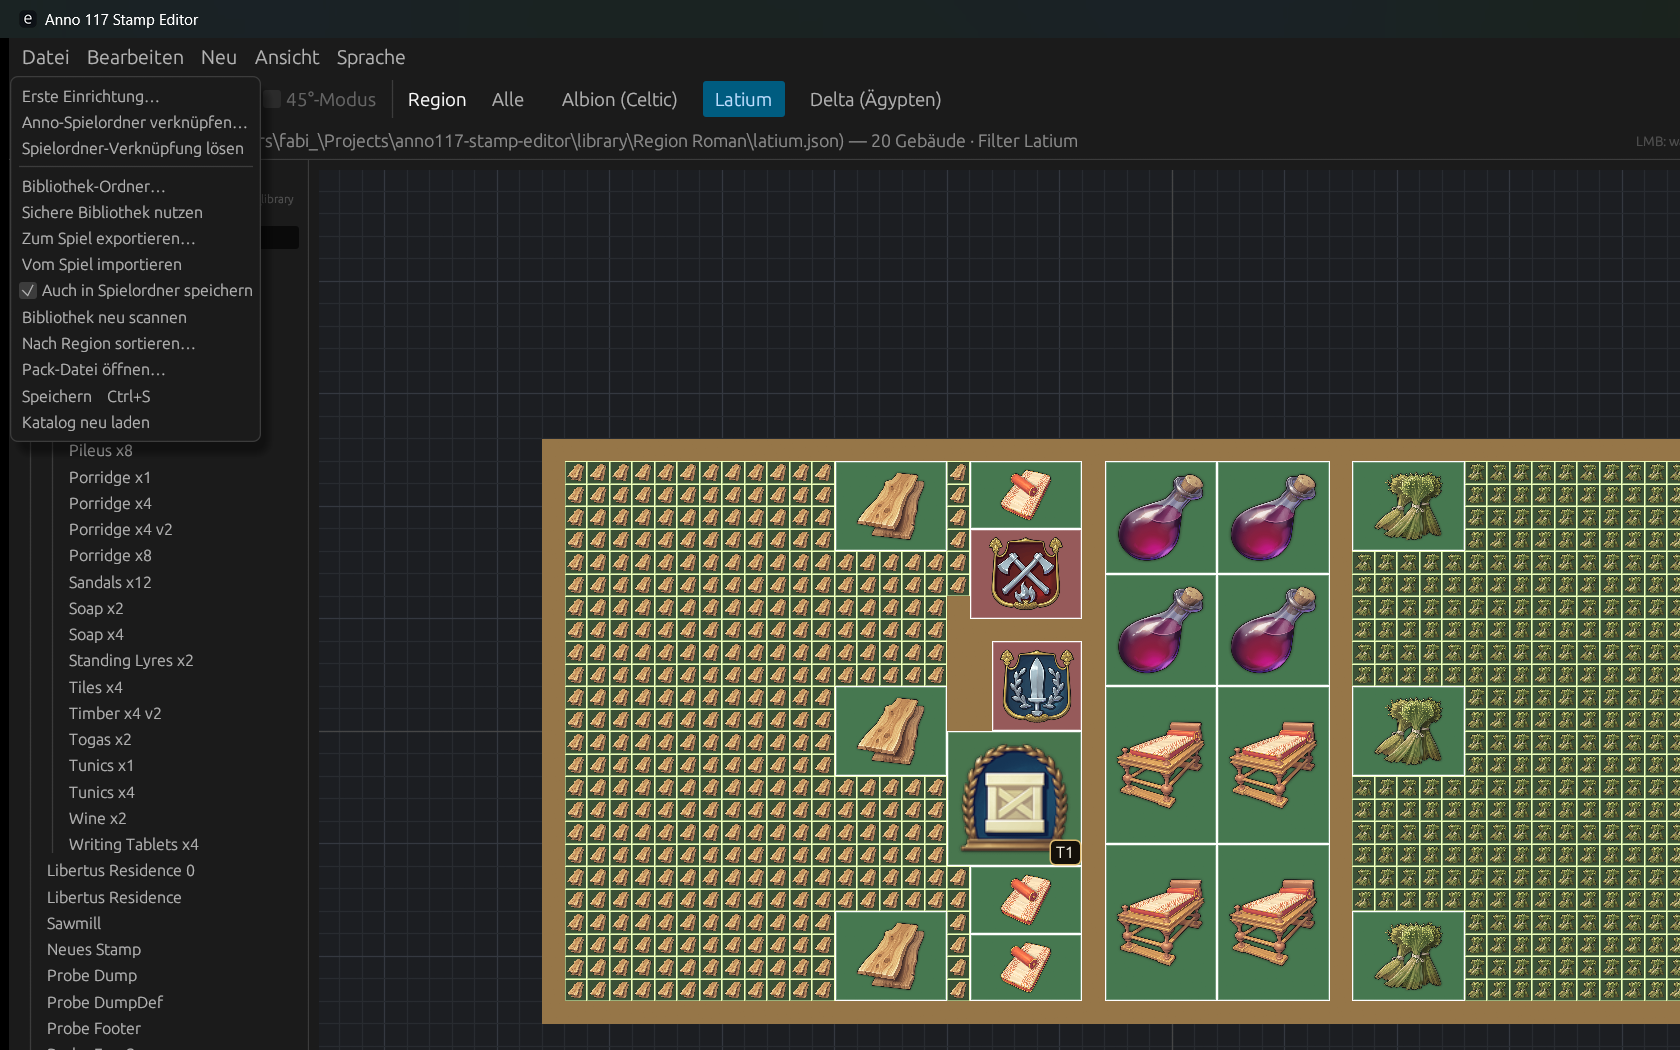 Anno 117 Stamp Editor
Datei Bearbeiten Neu Ansicht Sprache
45°-Modus Region Alle Albion (Celtic) Latium Delta (Ägypten)
rs\fabi_\Projects\anno117-stamp-editor\library\Region Roman\latium.json) — 20 Gebäude · Filter Latium
LMB:
Erste Einrichtung...
Anno-Spielordner verknüpfen...
Spielordner-Verknüpfung lösen
Bibliothek-Ordner...
library
Sichere Bibliothek nutzen
Zum Spiel exportieren...
Vom Spiel importieren
Auch in Spielordner speichern
Bibliothek neu scannen
Nach Region sortieren...
Pack-Datei öffnen...
Speichern Ctrl+S
Katalog neu laden
Pileus x8
Porridge x1
Porridge x4
Porridge x4 v2
Porridge x8
Sandals x12
Soap x2
Soap x4
Standing Lyres x2
Tiles x4
Timber x4 v2
Togas x2
Tunics x1
Tunics x4
Wine x2
Writing Tablets x4
Libertus Residence 0
Libertus Residence
Sawmill
Neues Stamp
Probe Dump
Probe DumpDef
Probe Footer
T1